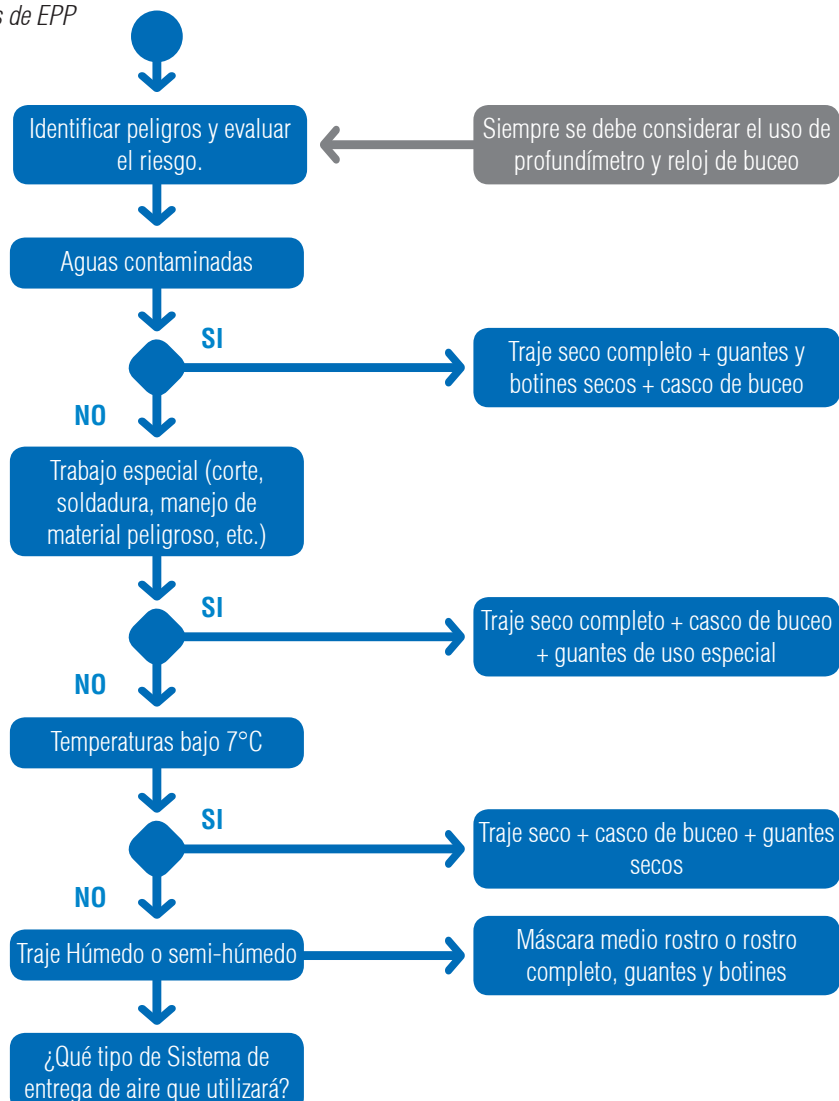 s de EPP
Identificar peligros y evaluar
el riesgo.
Siempre se debe considerar el uso de
profundímetro y reloj de buceo
Aguas contaminadas
SI
Traje seco completo + guantes y
botines secos + casco de buceo
NO
Trabajo especial (corte,
soldadura, manejo de
material peligroso, etc.)
SI
Traje seco completo + casco de buceo
+ guantes de uso especial
NO
Temperaturas bajo 7°C
SI
Traje seco + casco de buceo + guantes
secos
NO
Traje Húmedo o semi-húmedo
Máscara medio rostro o rostro
completo, guantes y botines
¿Qué tipo de Sistema de
entrega de aire que utilizará?